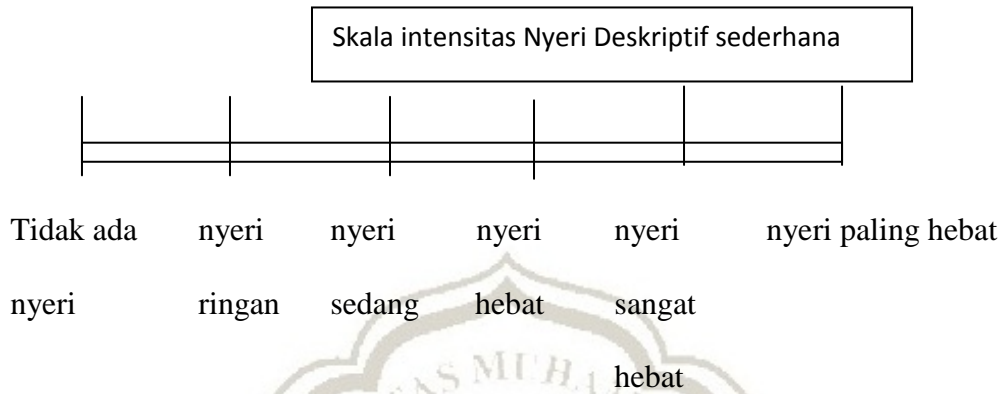 Skala intensitas Nyeri Deskriptif sederhana
Tidak ada nyeri nyeri nyeri nyeri nyeri paling hebat
nyeri ringan sedang hebat sangat
hebat